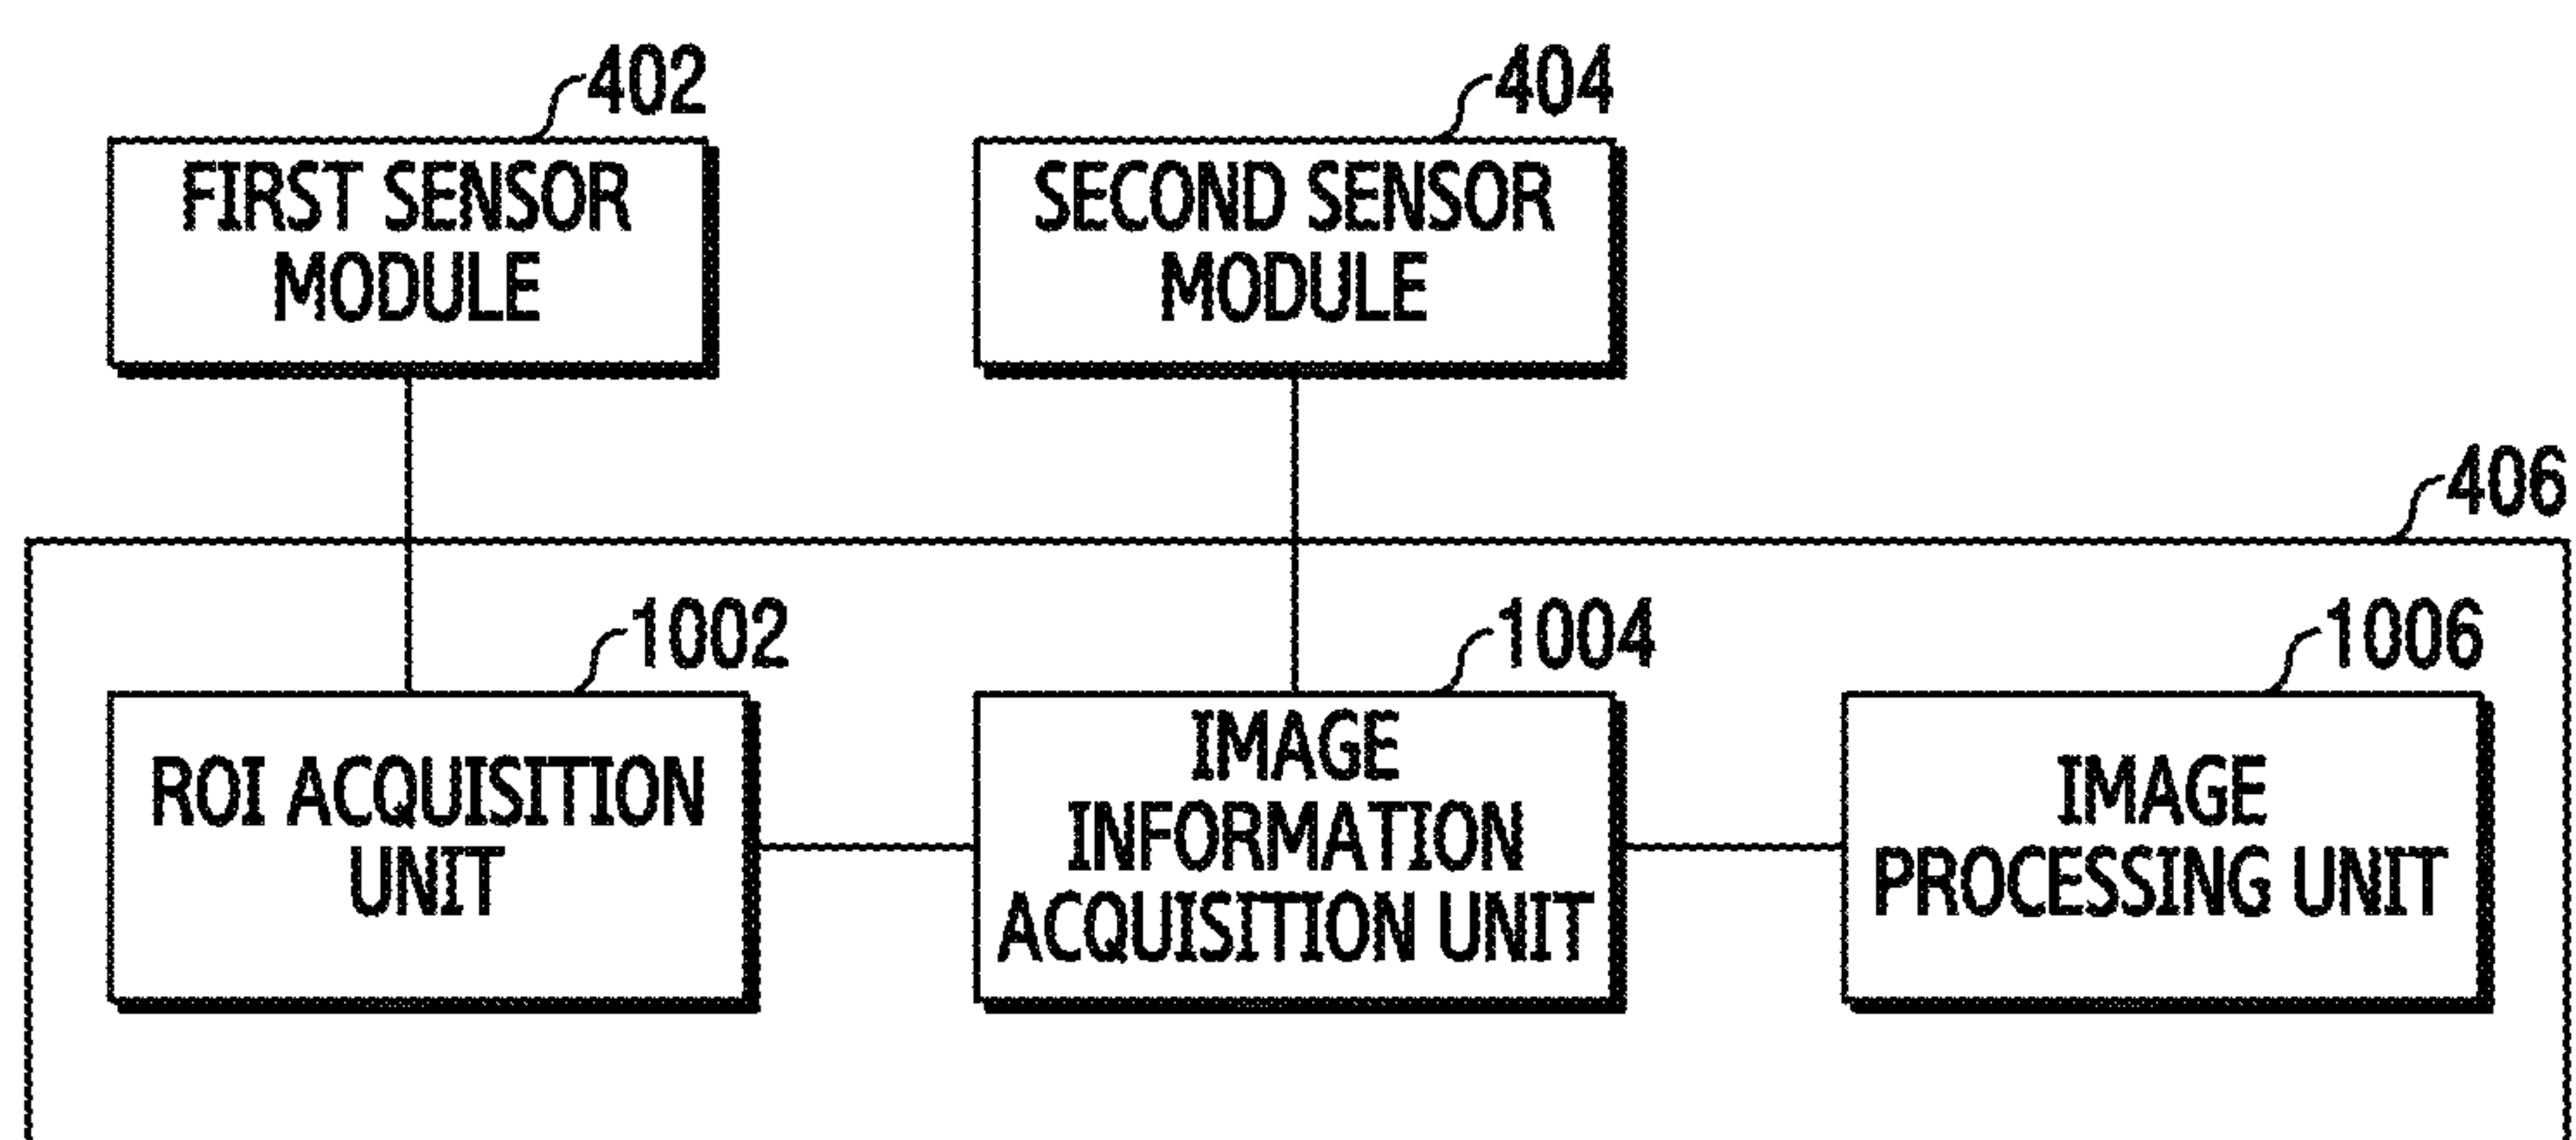 402
FIRST SENSOR
MODULE
404
SECOND SENSOR
MODULE
406
1002
ROI ACQUISITION
UNIT
1004
IMAGE
INFORMATION
ACQUISITION UNIT
1006
IMAGE
PROCESSING UNIT